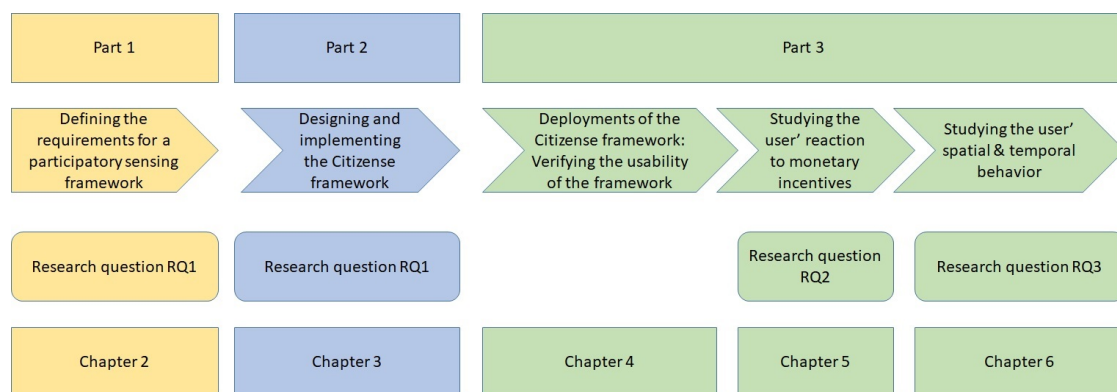 Part 1
Part 2
Part 3
Defining the
requirements for a
participatory sensing
framework
Designing and
implementing
the Citizense
framework
Deployments of the
Citizense framework:
Verifying the usability
of the framework
Studying the
user’ reaction
to monetary
incentives
Studying the user’
spatial & temporal
behavior
Research question RQ1
Research question RQ1
Research question
RQ2
Research question RQ3
Chapter 2
Chapter 3
Chapter 4
Chapter 5
Chapter 6